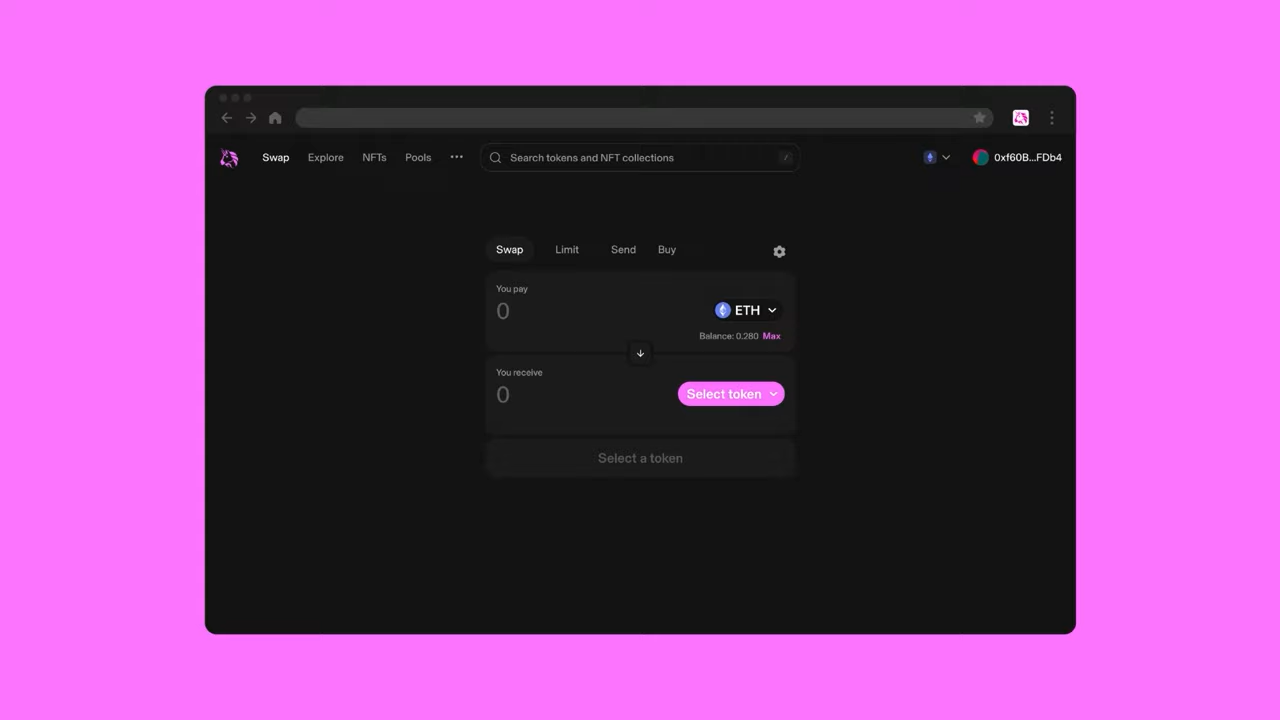 Swap Explore NFTs Pools ··· Search tokens and NFT collections / 0xf60B...FDb4
Swap Limit Send Buy
You pay
0 ETH
Balance: 0.280 Max
You receive
0 Select token
Select a token